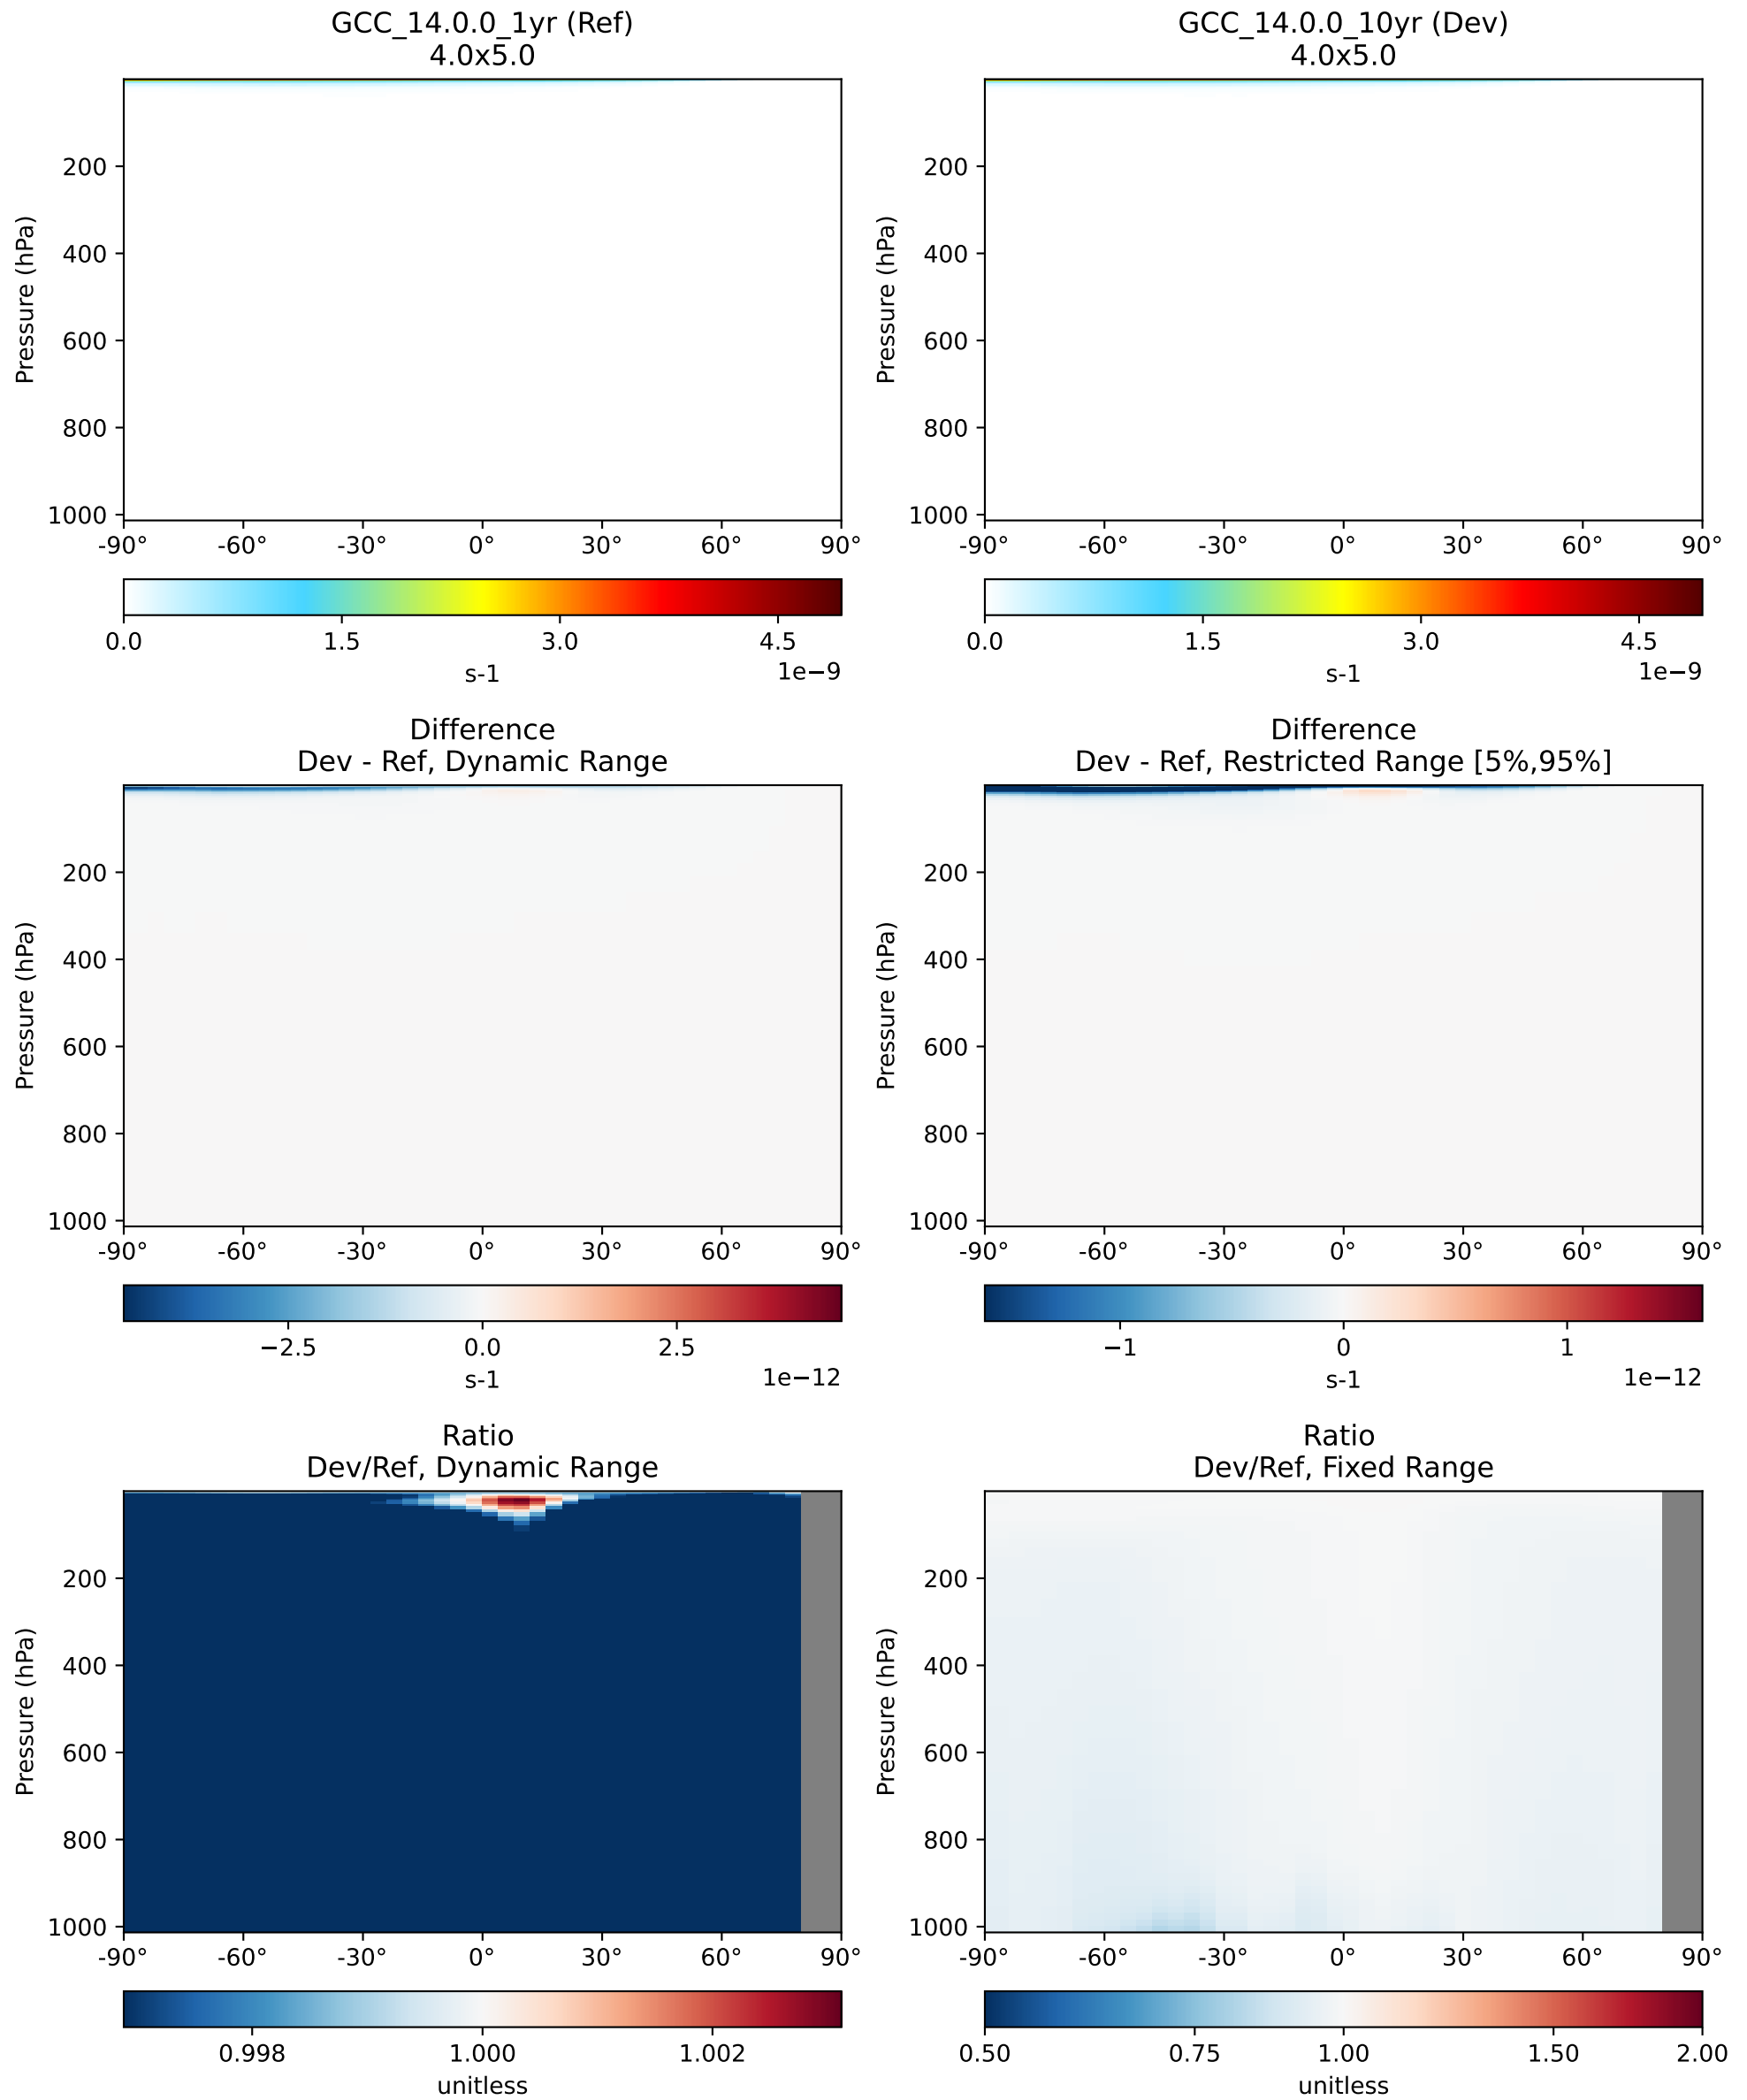 GCC_14.0.0_1yr (Ref)
4.0x5.0
Pressure (hPa)
200
400
600
800
1000
-90° -60° -30° 0° 30° 60° 90°
0.0 1.5 3.0 4.5
s-1 1e−9
GCC_14.0.0_10yr (Dev)
4.0x5.0
Pressure (hPa)
200
400
600
800
1000
-90° -60° -30° 0° 30° 60° 90°
0.0 1.5 3.0 4.5
s-1 1e−9
Difference
Dev - Ref, Dynamic Range
Pressure (hPa)
200
400
600
800
1000
-90° -60° -30° 0° 30° 60° 90°
−2.5 0.0 2.5
s-1 1e−12
Difference
Dev - Ref, Restricted Range [5%,95%]
Pressure (hPa)
200
400
600
800
1000
-90° -60° -30° 0° 30° 60° 90°
−1 0 1
s-1 1e−12
Ratio
Dev/Ref, Dynamic Range
Pressure (hPa)
200
400
600
800
1000
-90° -60° -30° 0° 30° 60° 90°
0.998 1.000 1.002
unitless
Ratio
Dev/Ref, Fixed Range
Pressure (hPa)
200
400
600
800
1000
-90° -60° -30° 0° 30° 60° 90°
0.50 0.75 1.00 1.50 2.00
unitless